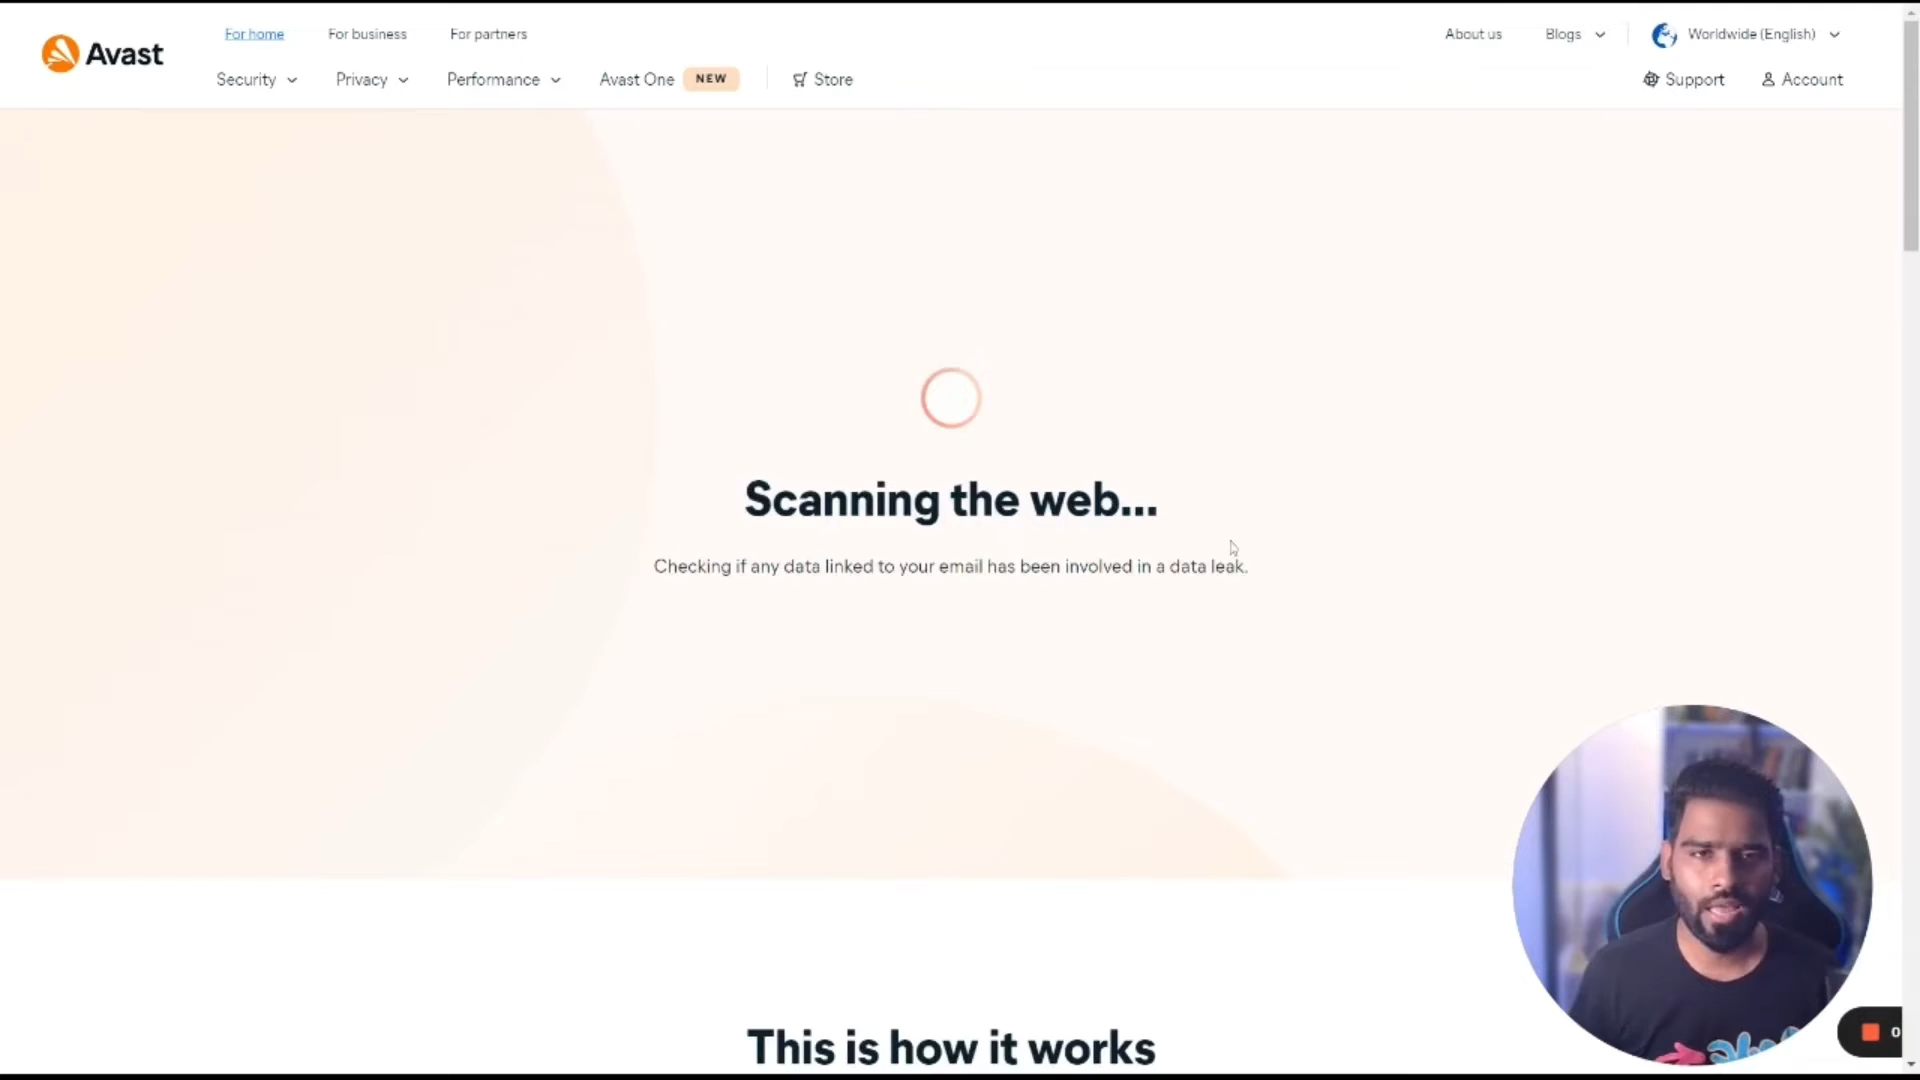 Avast
For home
For business
For partners
About us
Blogs
Worldwide (English)
Security
Privacy
Performance
Avast One
NEW
Store
Support
Account
Scanning the web...
Checking if any data linked to your email has been involved in a data leak.
This is how it works